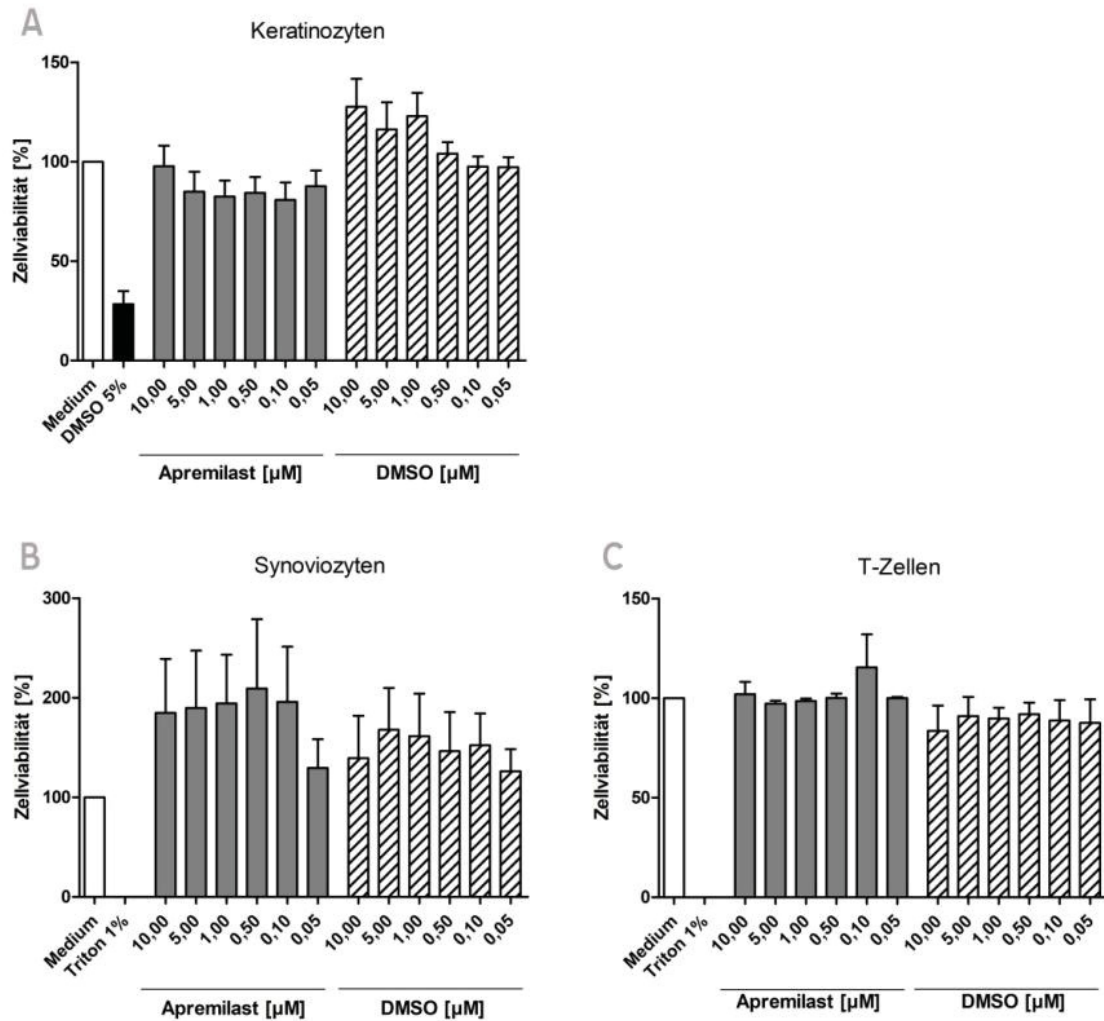 A
Keratinozyten
Zellviabilität [%]
150
100
50
0
Medium
DMSO 5%
10,00
5,00
1,00
0,50
0,10
0,05
10,00
5,00
1,00
0,50
0,10
0,05
Apremilast [µM]
DMSO [µM]
B
Synoviozyten
Zellviabilität [%]
300
200
100
0
Medium
Triton 1%
10,00
5,00
1,00
0,50
0,10
0,05
10,00
5,00
1,00
0,50
0,10
0,05
Apremilast [µM]
DMSO [µM]
C
T-Zellen
Zellviabilität [%]
150
100
50
0
Medium
Triton 1%
10,00
5,00
1,00
0,50
0,10
0,05
10,00
5,00
1,00
0,50
0,10
0,05
Apremilast [µM]
DMSO [µM]